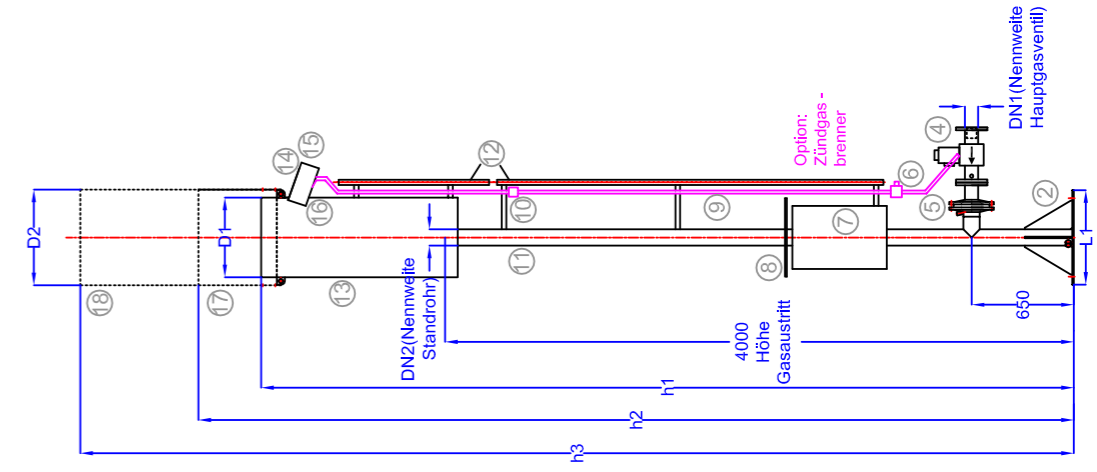 D2
18
17
D1
14
15
16
13
12
10
11
9
DN2(Nennweite
Standrohr)
Option:
Zündgas -
brenner
4
DN1(Nennweite
Hauptgasventil)
6
5
7
8
2
L1
650
4000
Höhe
Gasaustritt
h1
h2
h3